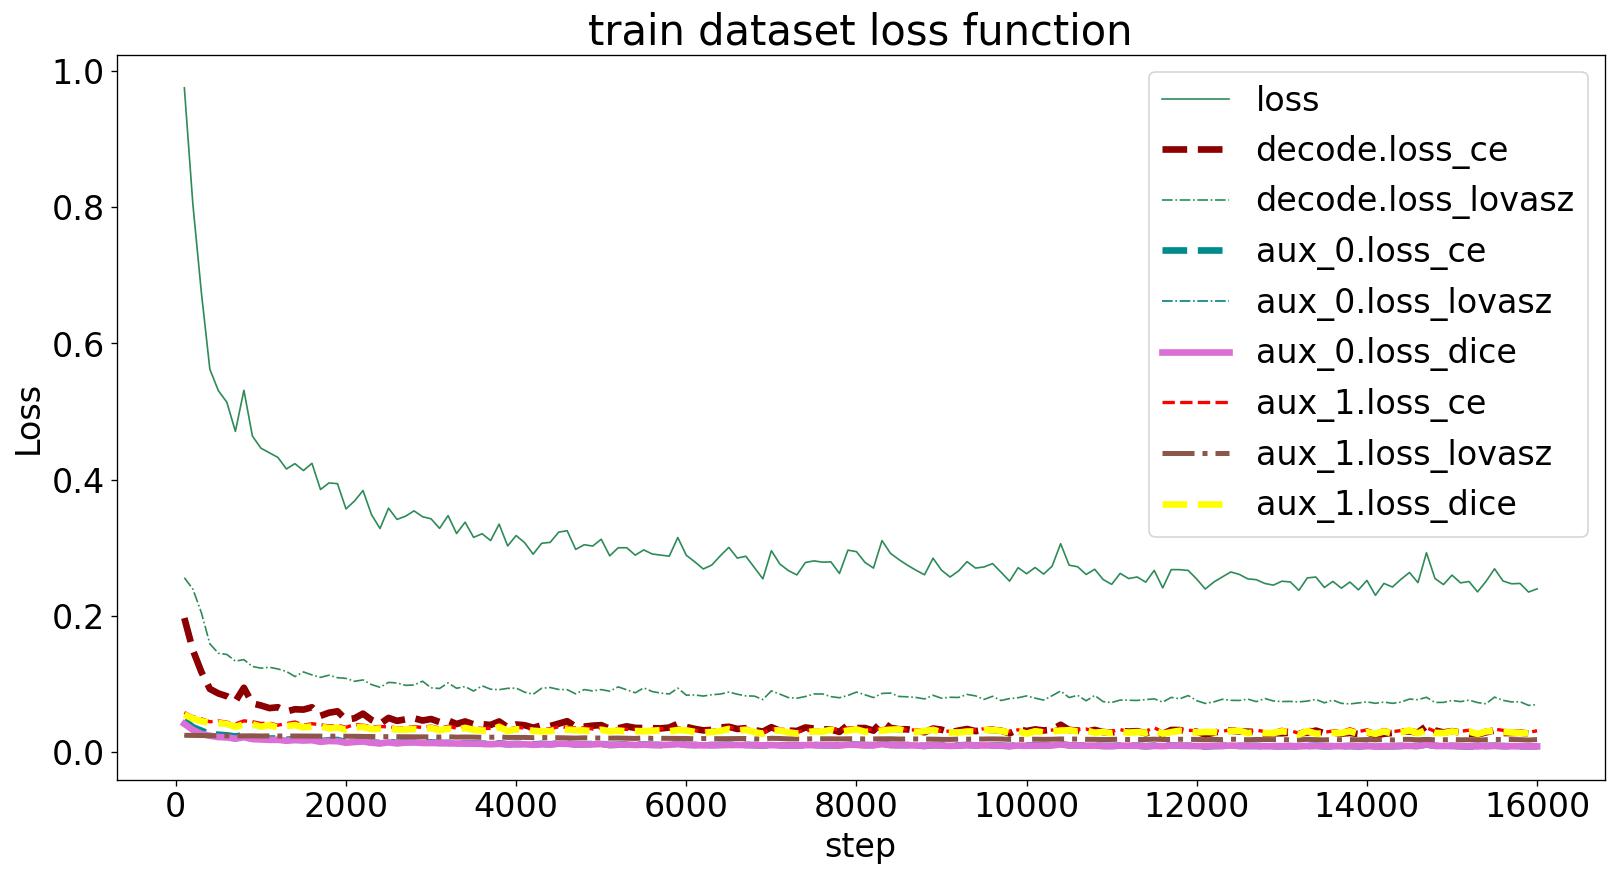 train dataset loss function
1.0
0.8
0.6
0.4
0.2
0.0
Loss
loss
decode.loss_ce
decode.loss_lovasz
aux_0.loss_ce
aux_0.loss_lovasz
aux_0.loss_dice
aux_1.loss_ce
aux_1.loss_lovasz
aux_1.loss_dice
0 2000 4000 6000 8000 10000 12000 14000 16000
step